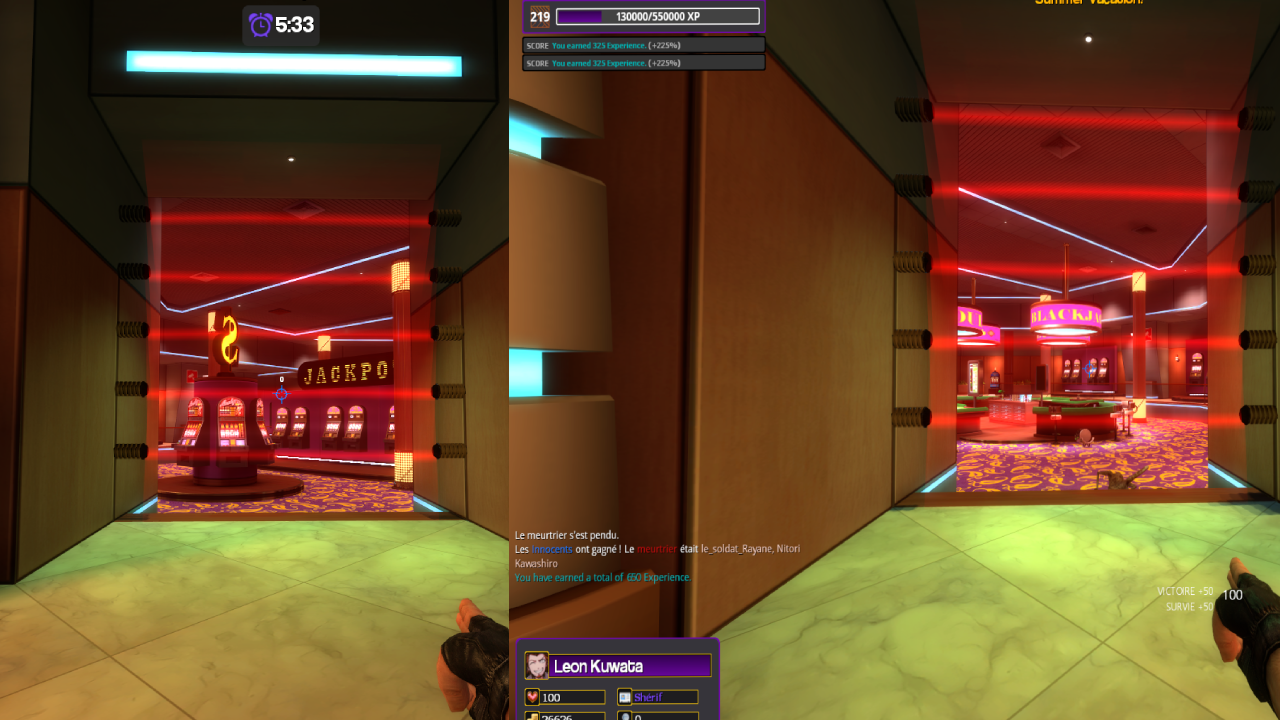 5:33
JACKPO
219
130000/550000 XP
SCORE You earned 325 Experience. (+225%)
SCORE You earned 325 Experience. (+225%)
Summer Vacation!
BLACKJA
OU
Le meurtrier s'est pendu.
Les innocents ont gagné ! Le meurtrier était le_soldat_Rayane, Nitori
Kawashiro
You have earned a total of 650 Experience.
VICTOIRE +50
SURVIE +50
100
Leon Kuwata
100
Shérif
26626
0